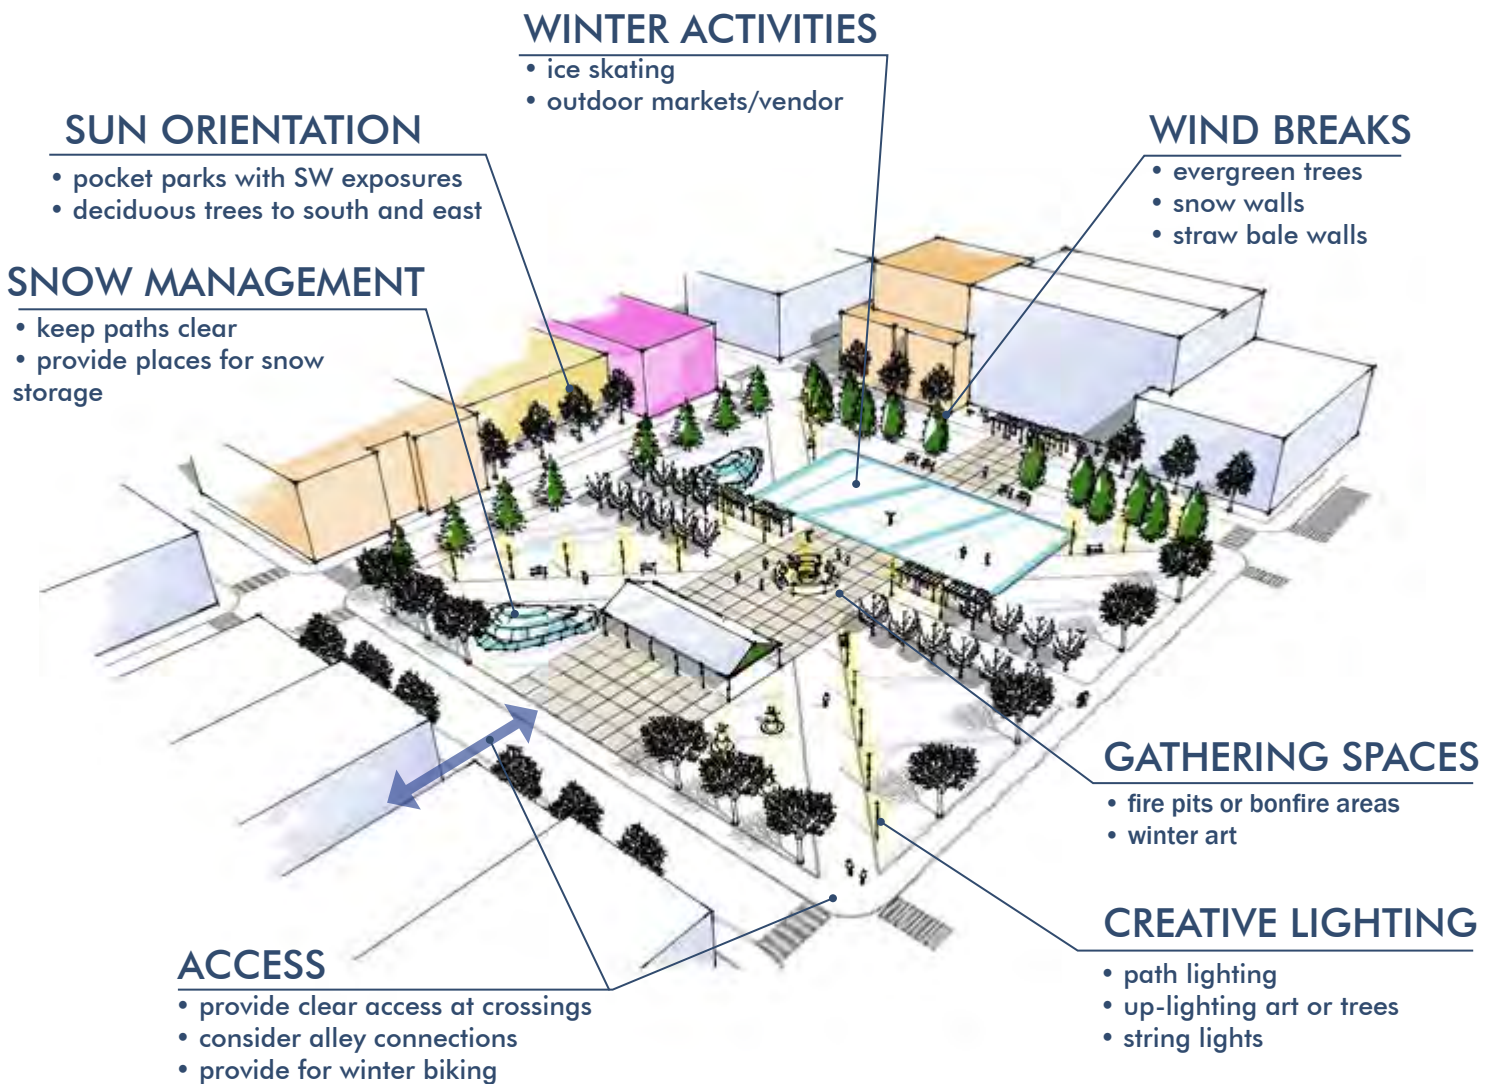 WINTER ACTIVITIES
• ice skating
• outdoor markets/vendor
SUN ORIENTATION
• pocket parks with SW exposures
• deciduous trees to south and east
WIND BREAKS
• evergreen trees
• snow walls
• straw bale walls
SNOW MANAGEMENT
• keep paths clear
• provide places for snow
storage
GATHERING SPACES
• fire pits or bonfire areas
• winter art
CREATIVE LIGHTING
• path lighting
• up-lighting art or trees
• string lights
ACCESS
• provide clear access at crossings
• consider alley connections
• provide for winter biking